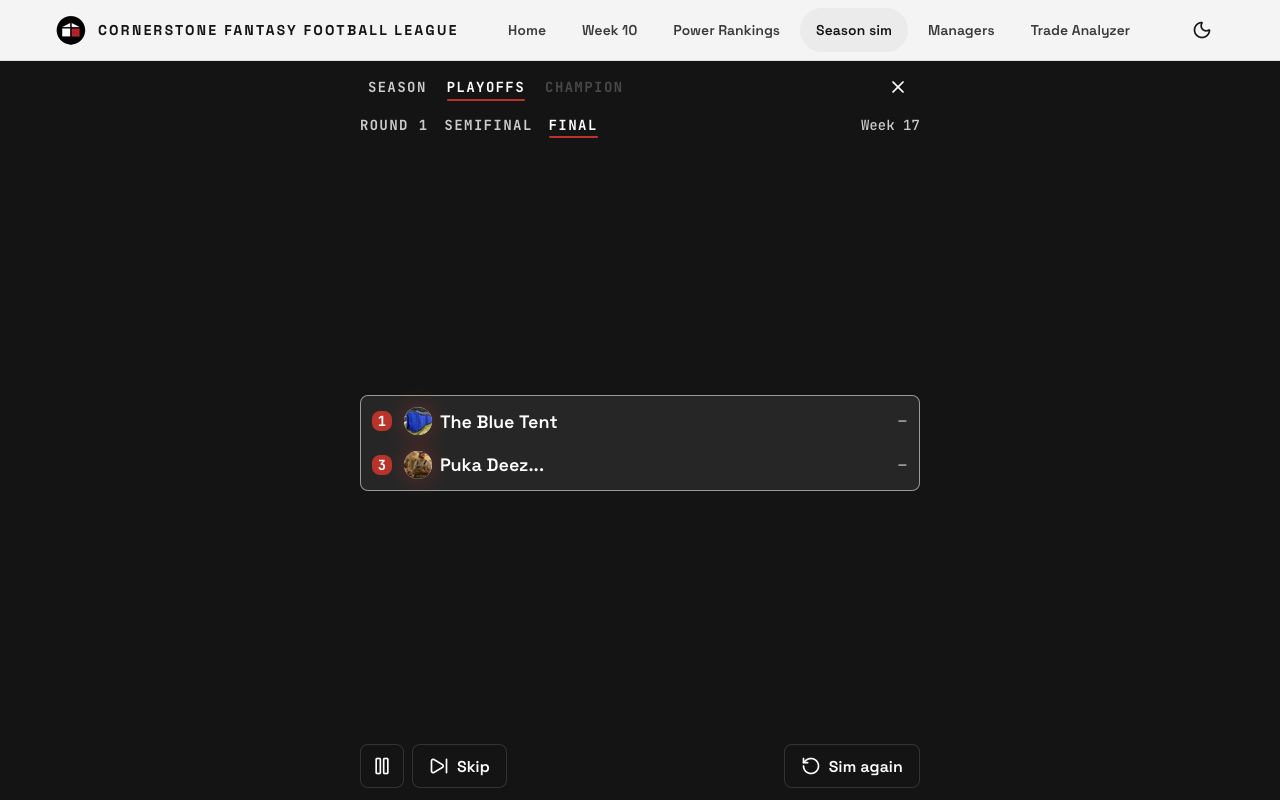 CORNERSTONE FANTASY FOOTBALL LEAGUE Home Week 10 Power Rankings Season sim Managers Trade Analyzer
SEASON PLAYOFFS CHAMPION
ROUND 1 SEMIFINAL FINAL Week 17
1 The Blue Tent –
3 Puka Deez... –
Skip Sim again